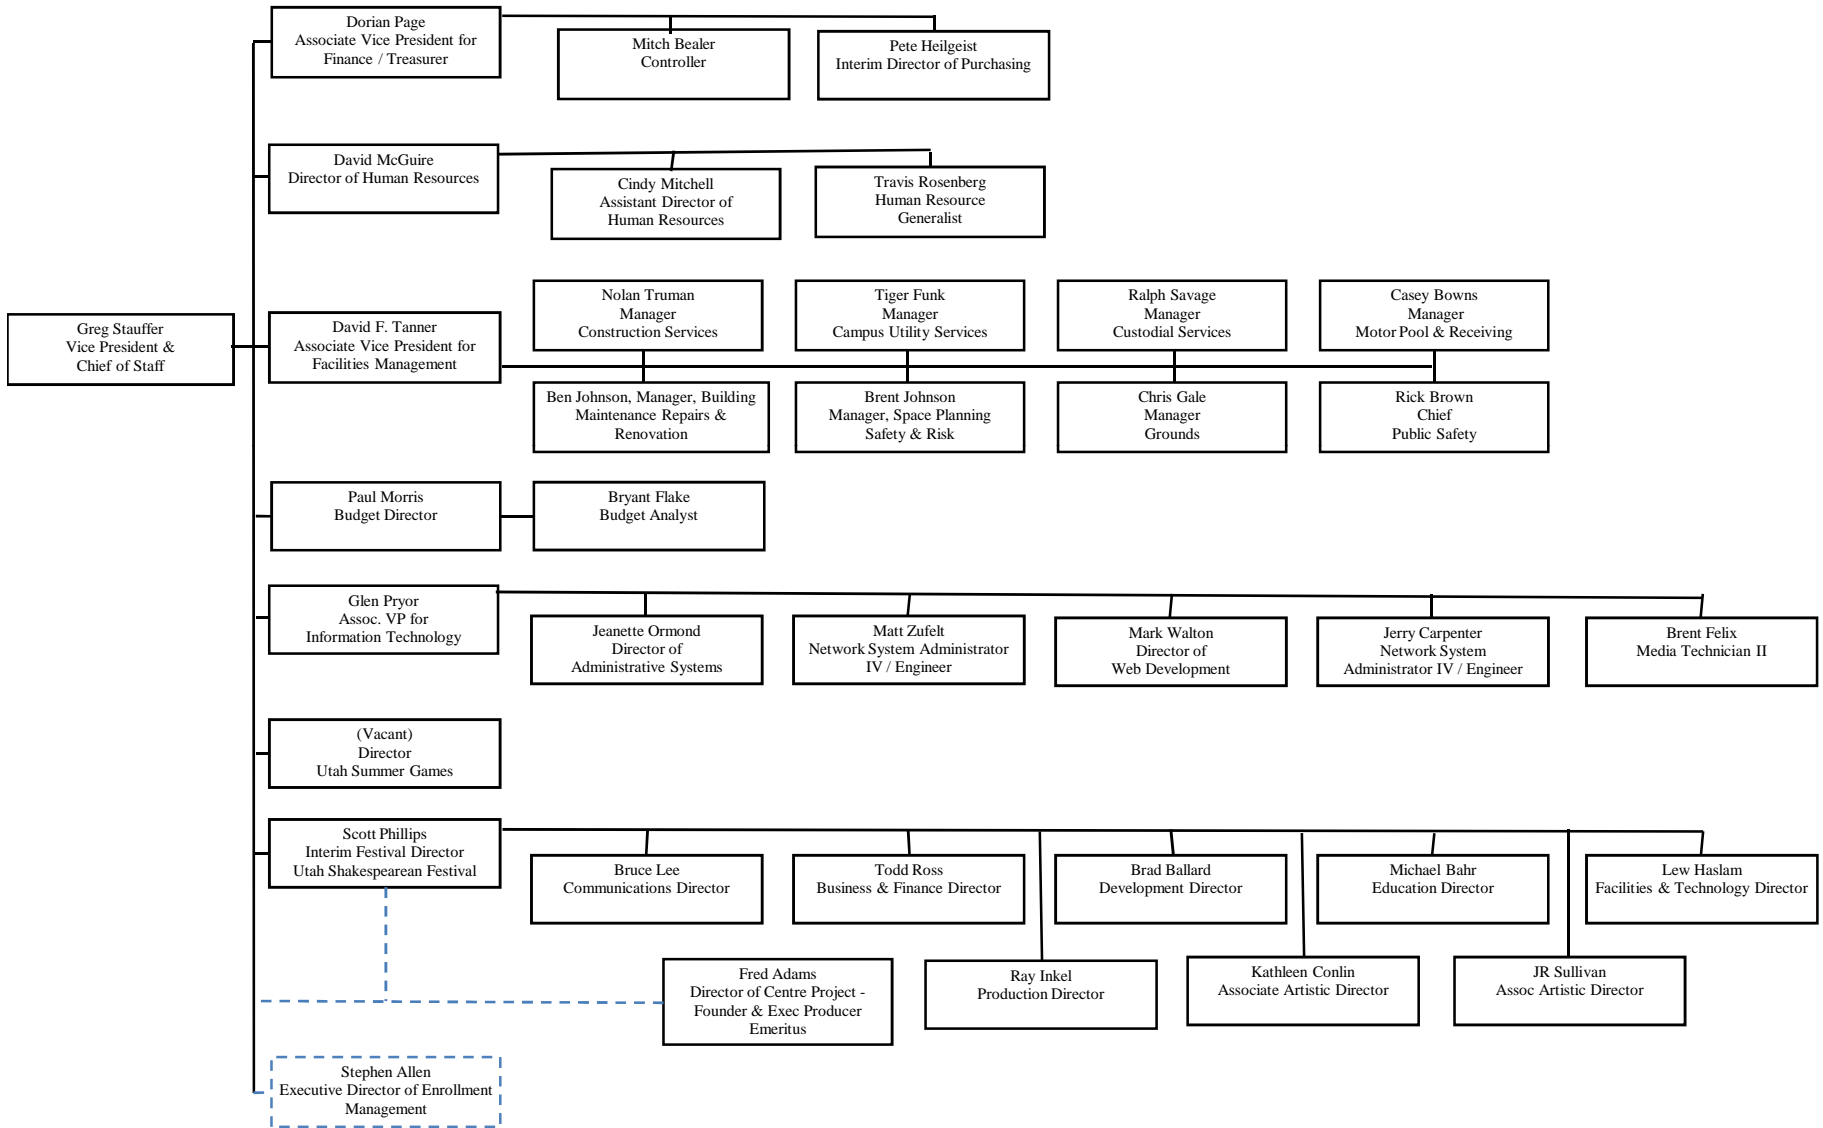 Dorian Page
Associate Vice President for
Finance / Treasurer
Mitch Bealer
Controller
Pete Heilgeist
Interim Director of Purchasing
David McGuire
Director of Human Resources
Cindy Mitchell
Assistant Director of
Human Resources
Travis Rosenberg
Human Resource
Generalist
Greg Stauffer
Vice President &
Chief of Staff
David F. Tanner
Associate Vice President for
Facilities Management
Nolan Truman
Manager
Construction Services
Tiger Funk
Manager
Campus Utility Services
Ralph Savage
Manager
Custodial Services
Casey Bowns
Manager
Motor Pool & Receiving
Ben Johnson, Manager, Building
Maintenance Repairs &
Renovation
Brent Johnson
Manager, Space Planning
Safety & Risk
Chris Gale
Manager
Grounds
Rick Brown
Chief
Public Safety
Paul Morris
Budget Director
Bryant Flake
Budget Analyst
Glen Pryor
Assoc. VP for
Information Technology
Jeanette Ormond
Director of
Administrative Systems
Matt Zufelt
Network System Administrator
IV / Engineer
Mark Walton
Director of
Web Development
Jerry Carpenter
Network System
Administrator IV / Engineer
Brent Felix
Media Technician II
(Vacant)
Director
Utah Summer Games
Scott Phillips
Interim Festival Director
Utah Shakespearean Festival
Bruce Lee
Communications Director
Todd Ross
Business & Finance Director
Brad Ballard
Development Director
Michael Bahr
Education Director
Lew Haslam
Facilities & Technology Director
Fred Adams
Director of Centre Project -
Founder & Exec Producer
Emeritus
Ray Inkel
Production Director
Kathleen Conlin
Associate Artistic Director
JR Sullivan
Assoc Artistic Director
Stephen Allen
Executive Director of Enrollment
Management